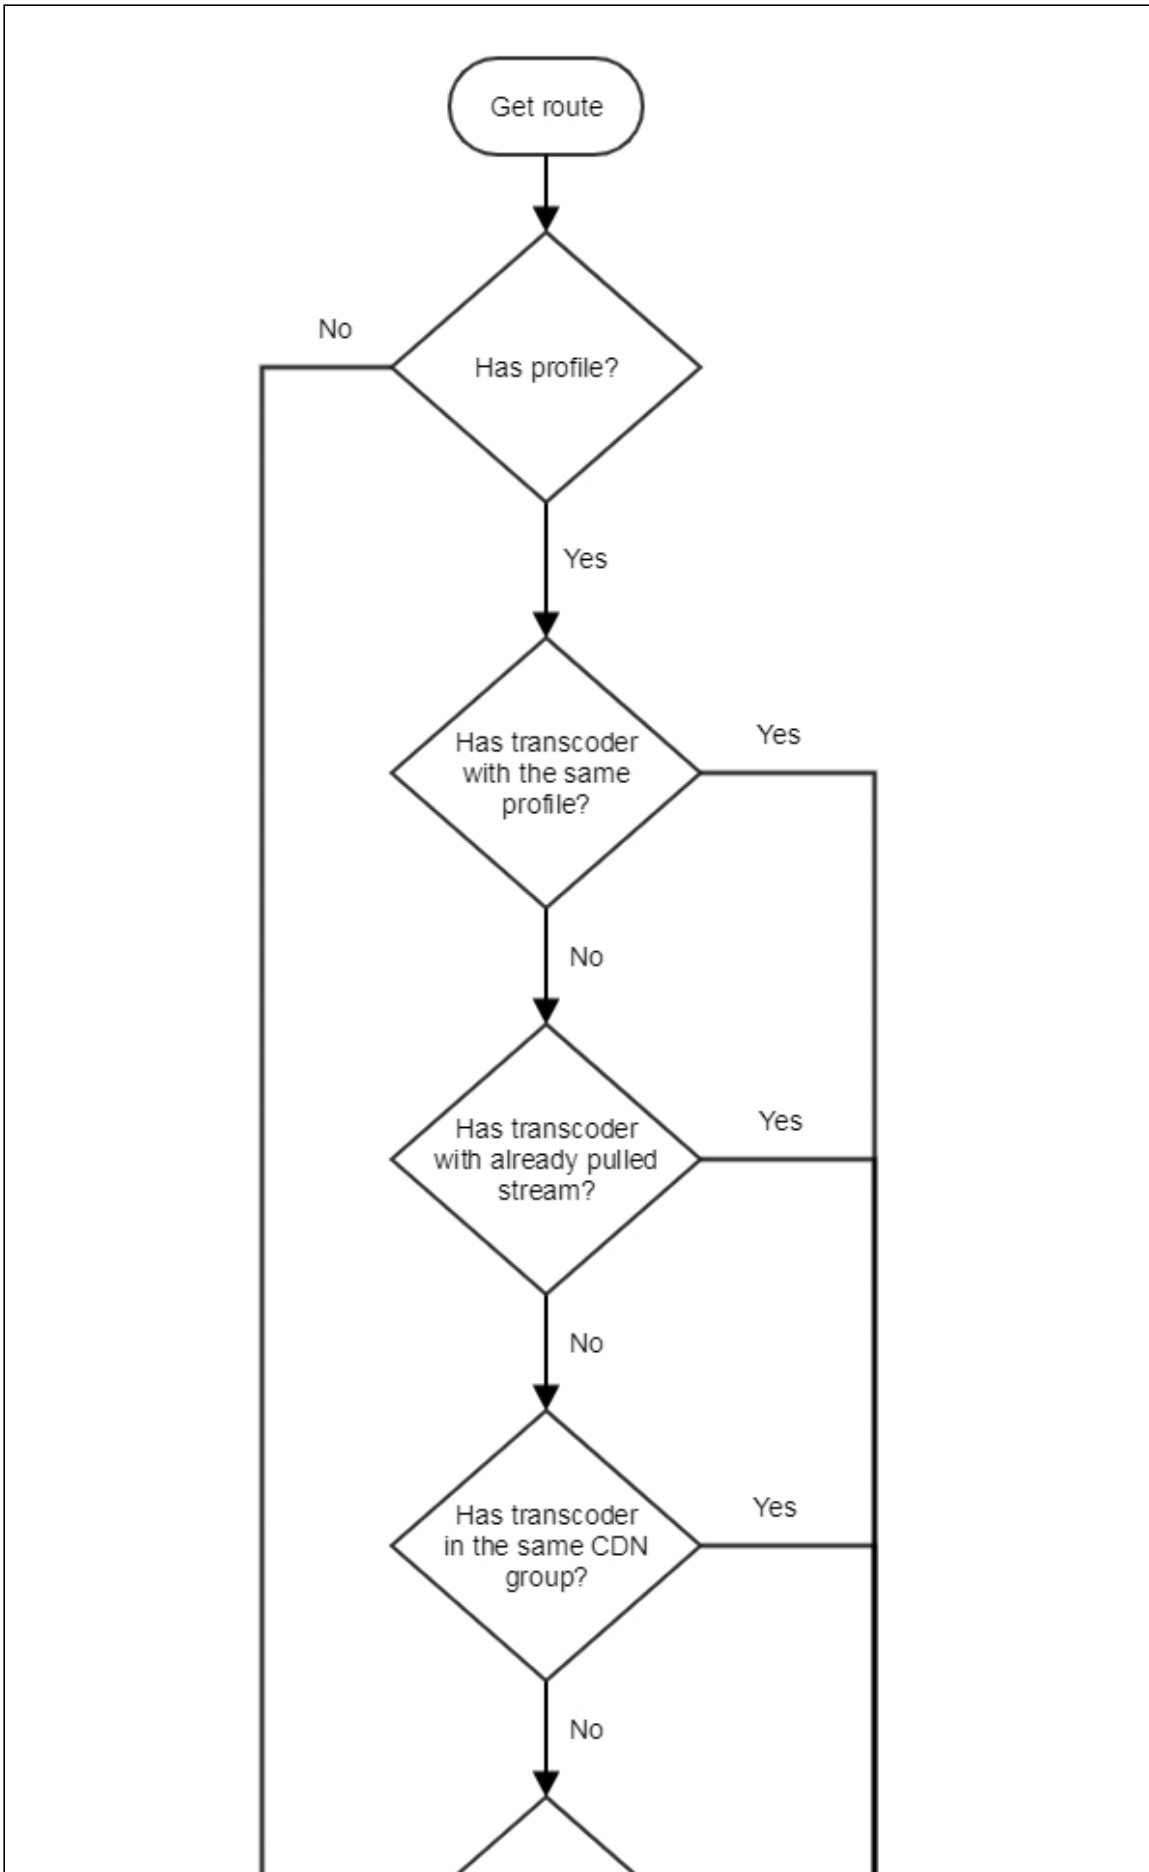 Get route
No
Has profile?
Yes
Has transcoder
with the same
profile?
Yes
No
Has transcoder
with already pulled
stream?
Yes
No
Has transcoder
in the same CDN
group?
Yes
No